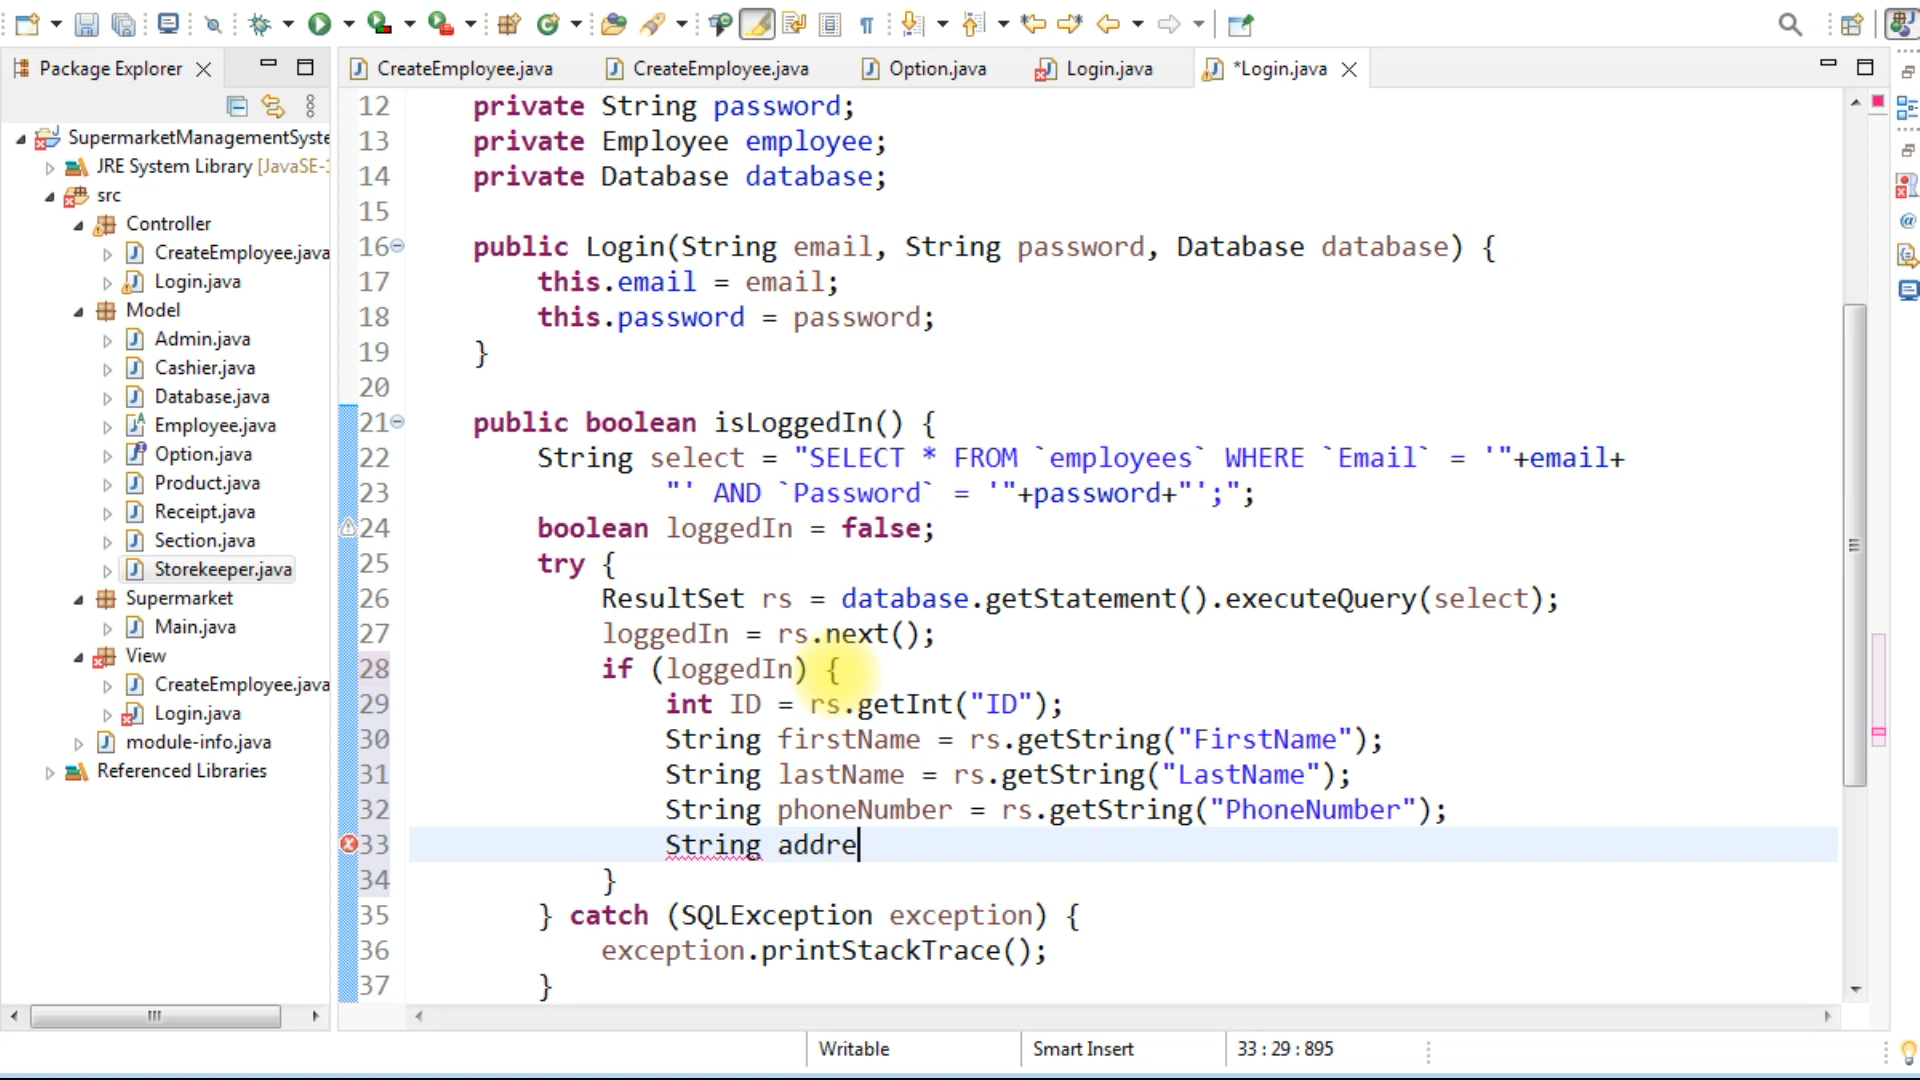 Package Explorer
CreateEmployee.java
CreateEmployee.java
Option.java
Login.java
*Login.java
SupermarketManagementSyste
JRE System Library [JavaSE-1
src
Controller
CreateEmployee.java
Login.java
Model
Admin.java
Cashier.java
Database.java
Employee.java
Option.java
Product.java
Receipt.java
Section.java
Storekeeper.java
Supermarket
Main.java
View
CreateEmployee.java
Login.java
module-info.java
Referenced Libraries
12 private String password;
13 private Employee employee;
14 private Database database;
15
16 public Login(String email, String password, Database database) {
17 this.email = email;
18 this.password = password;
19 }
20
21 public boolean isLoggedIn() {
22 String select = "SELECT * FROM `employees` WHERE `Email` = '"+email+
23 "' AND `Password` = '"+password+"';";
24 boolean loggedIn = false;
25 try {
26 ResultSet rs = database.getStatement().executeQuery(select);
27 loggedIn = rs.next();
28 if (loggedIn) {
29 int ID = rs.getInt("ID");
30 String firstName = rs.getString("FirstName");
31 String lastName = rs.getString("LastName");
32 String phoneNumber = rs.getString("PhoneNumber");
33 String addre
34 }
35 } catch (SQLException exception) {
36 exception.printStackTrace();
37 }
Writable
Smart Insert
33 : 29 : 895